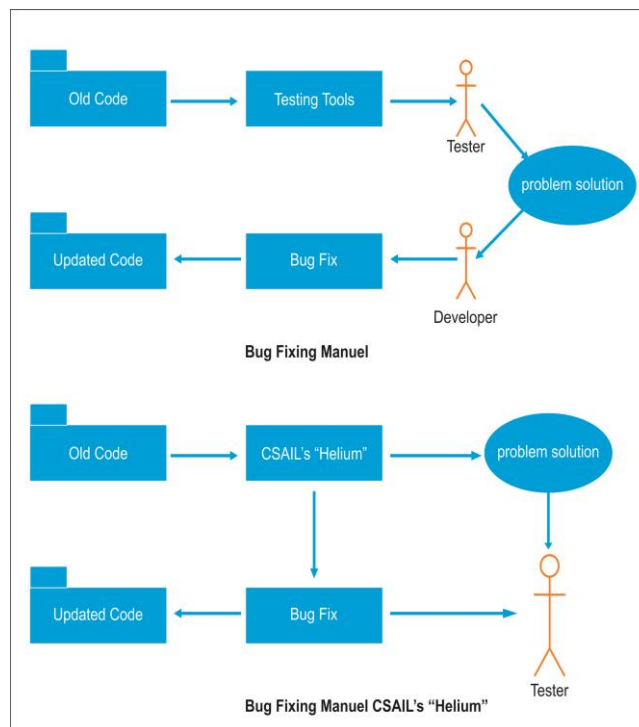 Old Code
Testing Tools
Tester
problem solution
Updated Code
Bug Fix
Developer
Bug Fixing Manuel
Old Code
CSAIL's “Helium”
problem solution
Updated Code
Bug Fix
Tester
Bug Fixing Manuel CSAIL's “Helium”